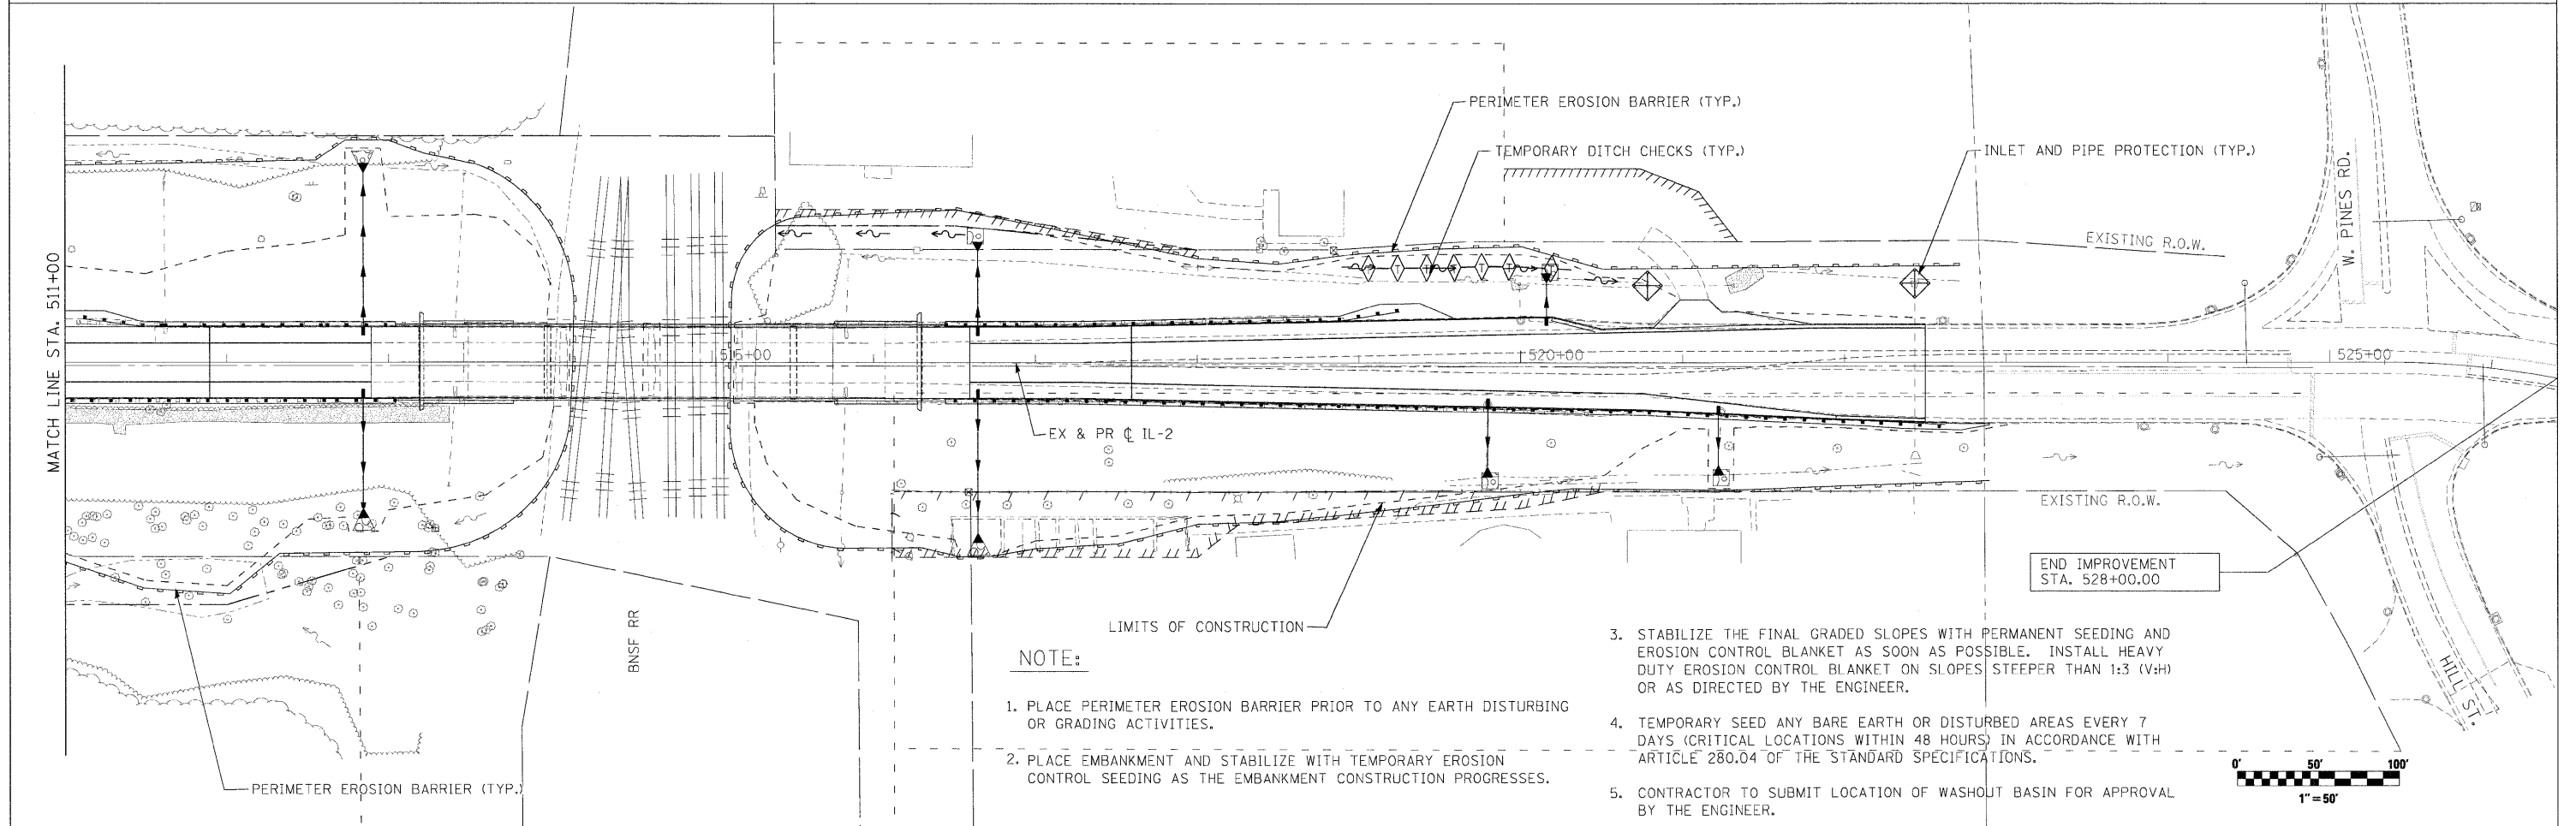 PERIMETER EROSION BARRIER (TYP.)
TEMPORARY DITCH CHECKS (TYP.)
INLET AND PIPE PROTECTION (TYP.)
W. PINES RD.
EXISTING R.O.W.
MATCH LINE STA. 511+00
515+00
520+00
525+00
EX & PR ℄ IL-2
EXISTING R.O.W.
END IMPROVEMENT
STA. 528+00.00
BNSF RR
LIMITS OF CONSTRUCTION
HILL ST.
PERIMETER EROSION BARRIER (TYP.)
NOTE:
1. PLACE PERIMETER EROSION BARRIER PRIOR TO ANY EARTH DISTURBING
OR GRADING ACTIVITIES.
2. PLACE EMBANKMENT AND STABILIZE WITH TEMPORARY EROSION
CONTROL SEEDING AS THE EMBANKMENT CONSTRUCTION PROGRESSES.
3. STABILIZE THE FINAL GRADED SLOPES WITH PERMANENT SEEDING AND
EROSION CONTROL BLANKET AS SOON AS POSSIBLE. INSTALL HEAVY
DUTY EROSION CONTROL BLANKET ON SLOPES STEEPER THAN 1:3 (V:H)
OR AS DIRECTED BY THE ENGINEER.
4. TEMPORARY SEED ANY BARE EARTH OR DISTURBED AREAS EVERY 7
DAYS (CRITICAL LOCATIONS WITHIN 48 HOURS) IN ACCORDANCE WITH
ARTICLE 280.04 OF THE STANDARD SPECIFICATIONS.
5. CONTRACTOR TO SUBMIT LOCATION OF WASHOUT BASIN FOR APPROVAL
BY THE ENGINEER.
0' 50' 100'
1"=50'